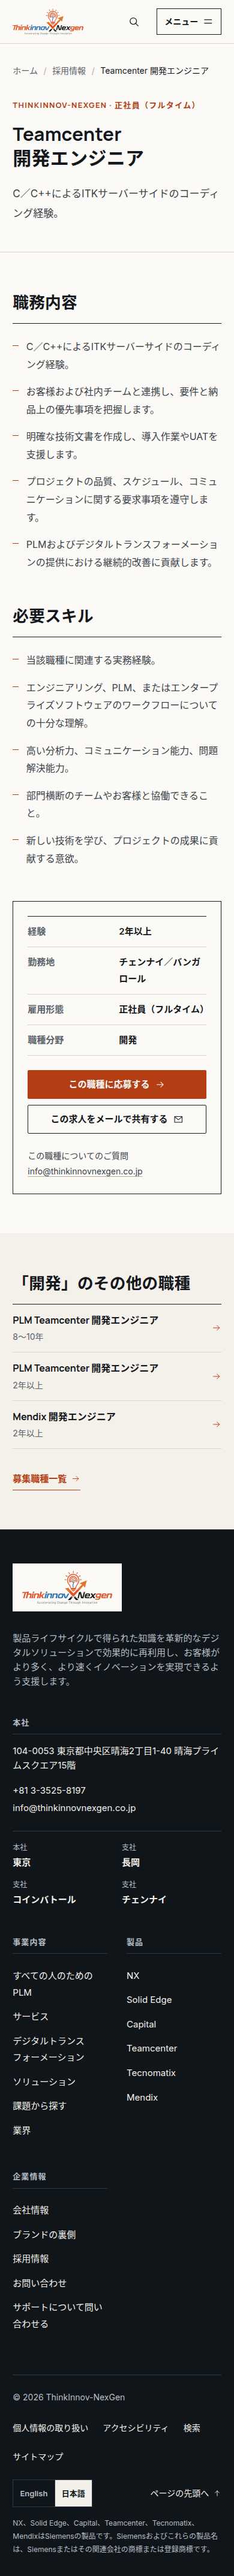 ThinkinnovXNexgen
メニュー
ホーム / 採用情報 / Teamcenter 開発エンジニア
THINKINNOV-NEXGEN · 正社員（フルタイム）
Teamcenter
開発エンジニア
C／C++によるITKサーバーサイドのコーディ
ング経験。
職務内容
C／C++によるITKサーバーサイドのコーディ
ング経験。
お客様および社内チームと連携し、要件と納
品上の優先事項を把握します。
明確な技術文書を作成し、導入作業やUATを
支援します。
プロジェクトの品質、スケジュール、コミュ
ニケーションに関する要求事項を遵守しま
す。
PLMおよびデジタルトランスフォーメーショ
ンの提供における継続的改善に貢献します。
必要スキル
当該職種に関連する実務経験。
エンジニアリング、PLM、またはエンタープ
ライズソフトウェアのワークフローについて
の十分な理解。
高い分析力、コミュニケーション能力、問題
解決能力。
部門横断のチームやお客様と協働できるこ
と。
新しい技術を学び、プロジェクトの成果に貢
献する意欲。
経験 2年以上
勤務地 チェンナイ／バンガ
ロール
雇用形態 正社員（フルタイム）
職種分野 開発
この職種に応募する →
この求人をメールで共有する
この職種についてのご質問
info@thinkinnovnexgen.co.jp
「開発」のその他の職種
PLM Teamcenter 開発エンジニア →
8～10年
PLM Teamcenter 開発エンジニア →
2年以上
Mendix 開発エンジニア →
2年以上
募集職種一覧 →
ThinkinnovXNexgen
製品ライフサイクルで得られた知識を革新的なデジ
タルソリューションで効果的に再利用し、お客様が
より多く、より速くイノベーションを実現できるよ
う支援します。
本社
104-0053 東京都中央区晴海2丁目1-40 晴海プライ
ムスクエア15階
+81 3-3525-8197
info@thinkinnovnexgen.co.jp
本社 支社
東京 長岡
支社 支社
コインバトール チェンナイ
事業内容
すべての人のための
PLM
サービス
デジタルトランス
フォーメーション
ソリューション
課題から探す
業界
製品
NX
Solid Edge
Capital
Teamcenter
Tecnomatix
Mendix
企業情報
会社情報
ブランドの裏側
採用情報
お問い合わせ
サポートについて問い
合わせる
© 2026 ThinkInnov-NexGen
個人情報の取り扱い アクセシビリティ 検索
サイトマップ
English 日本語 ページの先頭へ ↑
NX、Solid Edge、Capital、Teamcenter、Tecnomatix、
MendixはSiemensの製品です。Siemensおよびこれらの製品名
は、Siemensまたはその関連会社の商標または登録商標です。